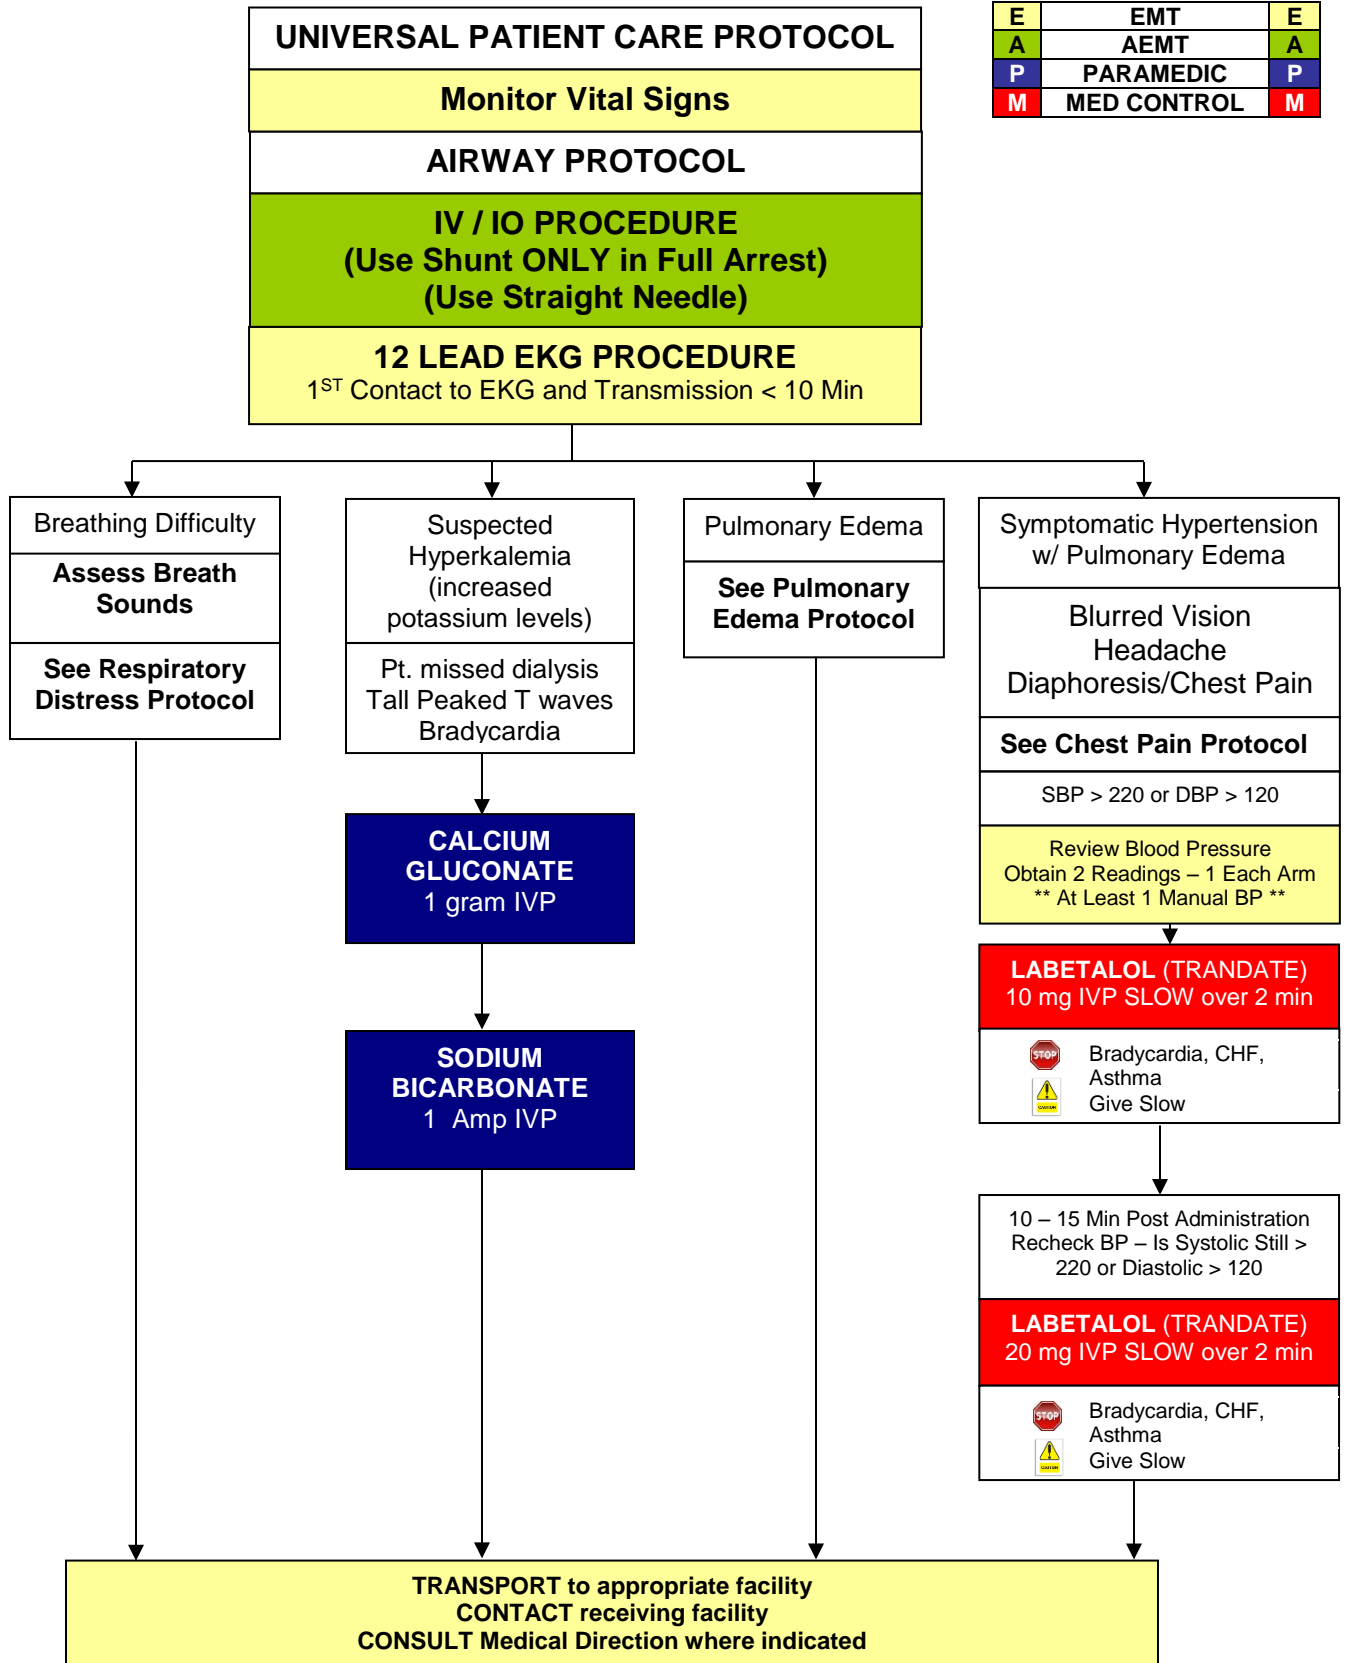 UNIVERSAL PATIENT CARE PROTOCOL
Monitor Vital Signs
AIRWAY PROTOCOL
IV / IO PROCEDURE
(Use Shunt ONLY in Full Arrest)
(Use Straight Needle)
12 LEAD EKG PROCEDURE
1ST Contact to EKG and Transmission < 10 Min
E EMT E
A AEMT A
P PARAMEDIC P
M MED CONTROL M
Breathing Difficulty
Assess Breath
Sounds
See Respiratory
Distress Protocol
Suspected
Hyperkalemia
(increased
potassium levels)
Pt. missed dialysis
Tall Peaked T waves
Bradycardia
CALCIUM
GLUCONATE
1 gram IVP
SODIUM
BICARBONATE
1 Amp IVP
Pulmonary Edema
See Pulmonary
Edema Protocol
Symptomatic Hypertension
w/ Pulmonary Edema
Blurred Vision
Headache
Diaphoresis/Chest Pain
See Chest Pain Protocol
SBP > 220 or DBP > 120
Review Blood Pressure
Obtain 2 Readings – 1 Each Arm
** At Least 1 Manual BP **
LABETALOL (TRANDATE)
10 mg IVP SLOW over 2 min
STOP
Bradycardia, CHF,
Asthma
CAUTION
Give Slow
10 – 15 Min Post Administration
Recheck BP – Is Systolic Still >
220 or Diastolic > 120
LABETALOL (TRANDATE)
20 mg IVP SLOW over 2 min
STOP
Bradycardia, CHF,
Asthma
CAUTION
Give Slow
TRANSPORT to appropriate facility
CONTACT receiving facility
CONSULT Medical Direction where indicated